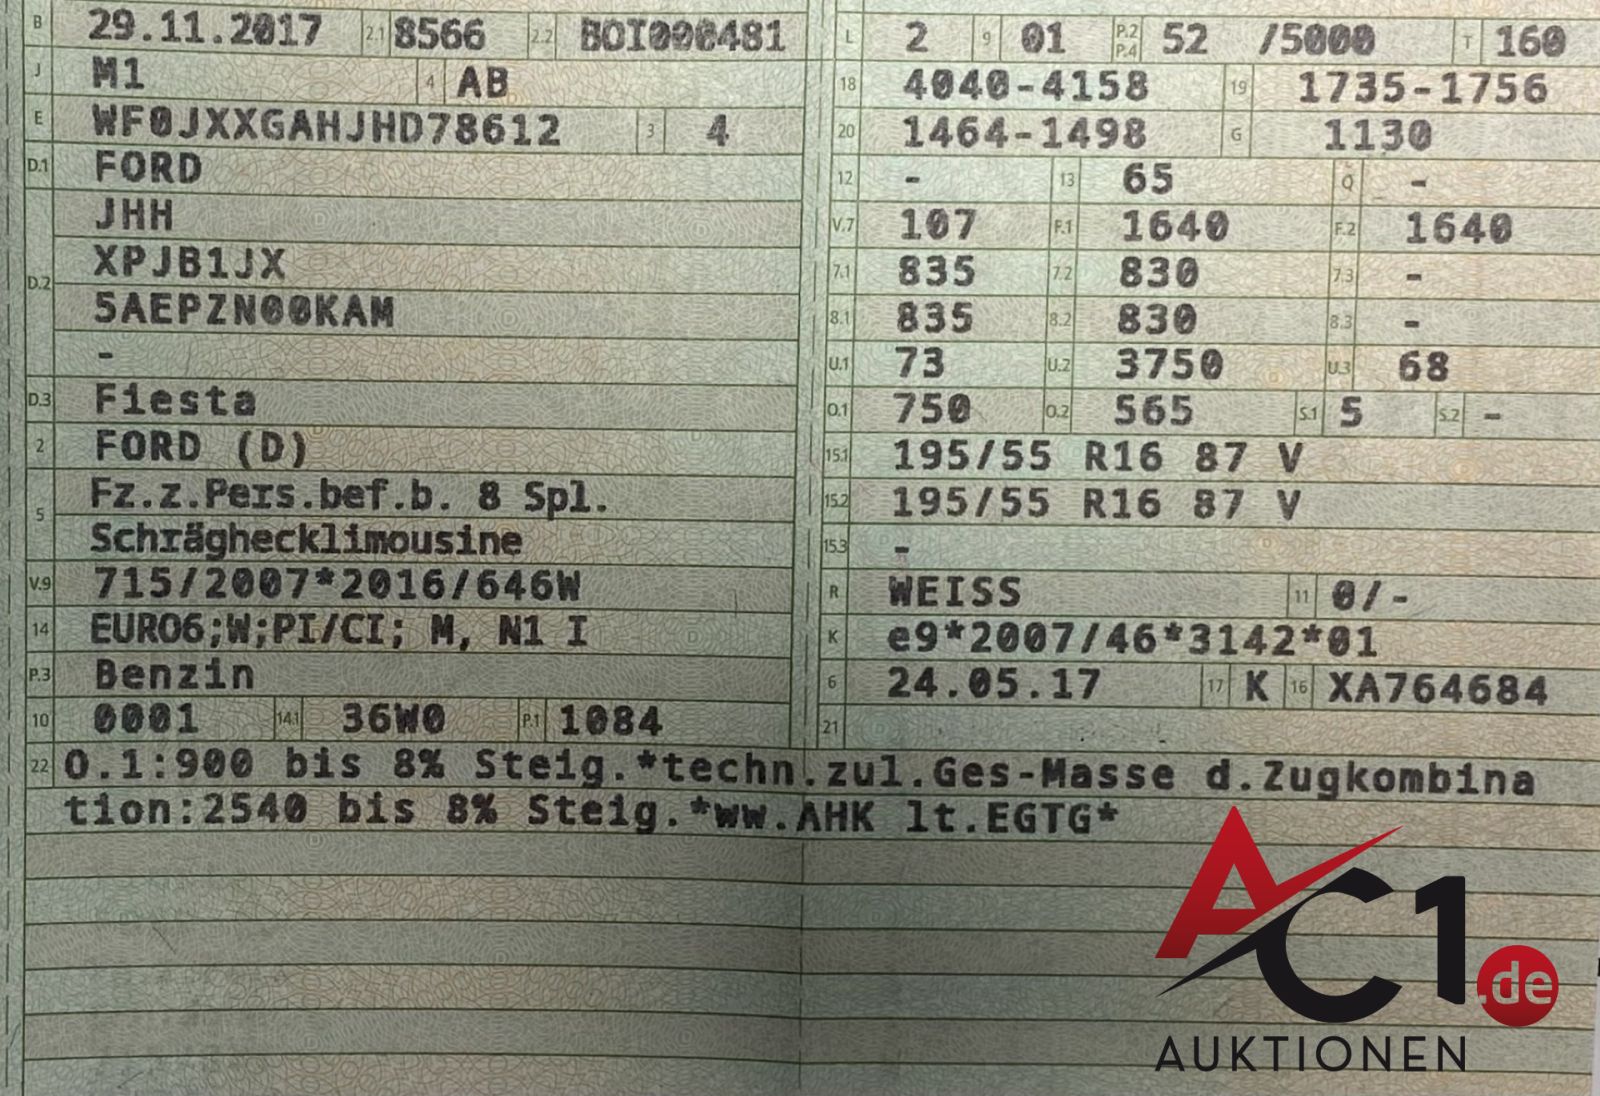 B 29.11.2017 2.1 8566 2.2 BOI000481
J M1 4 AB
E WF0JXXGAHJHD78612 3 4
D.1 FORD
JHH
D.2 XPJB1JX
5AEPZN00KAM
-
D.3 Fiesta
2 FORD (D)
5 Fz.z.Pers.bef.b. 8 Spl.
Schräghecklimousine
V.9 715/2007*2016/646W
14 EURO6;W;PI/CI; M, N1 I
P.3 Benzin
10 0001 14.1 36W0 P.1 1084
L 2 9 01 P.2 P.4 52 /5000 T 160
18 4040-4158 19 1735-1756
20 1464-1498 G 1130
12 - 13 65 Q -
V.7 107 F.1 1640 F.2 1640
7.1 835 7.2 830 7.3 -
8.1 835 8.2 830 8.3 -
U.1 73 U.2 3750 U.3 68
O.1 750 O.2 565 S.1 5 S.2 -
15.1 195/55 R16 87 V
15.2 195/55 R16 87 V
15.3 -
R WEISS 11 0/-
K e9*2007/46*3142*01
6 24.05.17 17 K 16 XA764684
21
22 O.1:900 bis 8% Steig.*techn.zul.Ges-Masse d.Zugkombina
tion:2540 bis 8% Steig.*ww.AHK lt.EGTG*
AC1.de
AUKTIONEN